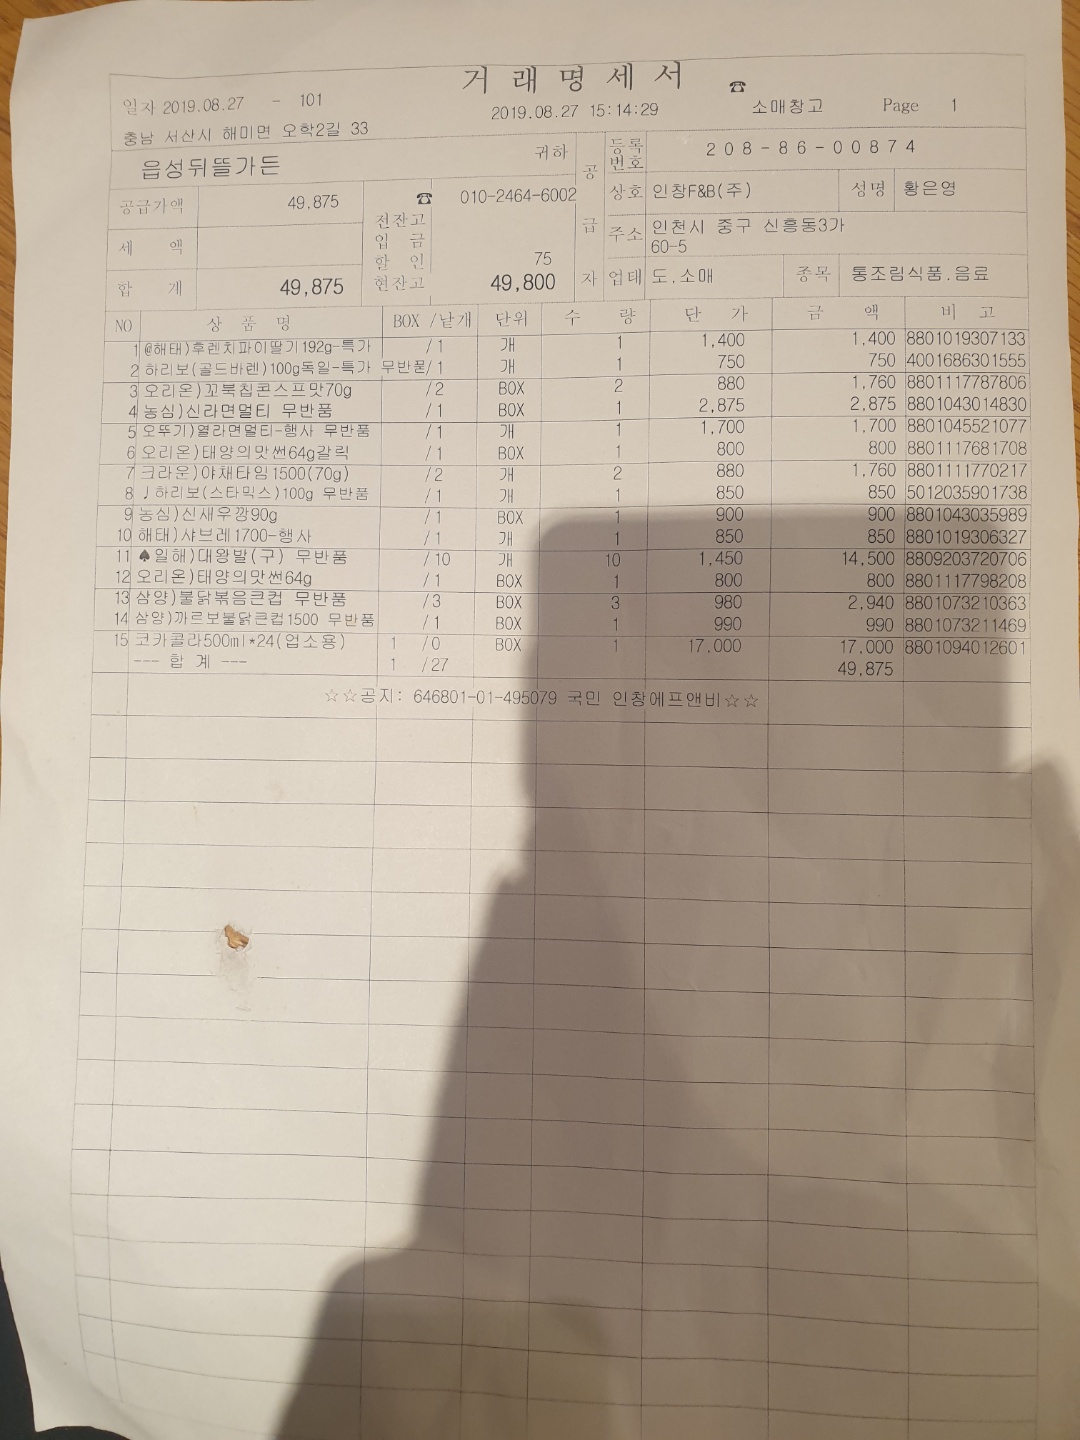 거 래 명 세 서 ☎
일자 2019.08.27 - 101 2019.08.27 15:14:29 소매창고 Page 1
충남 서산시 해미면 오학2길 33
읍성뒤뜰가든 귀하
공급가액 49,875 ☎ 010-2464-6002
세 액
합 계 49,875
전잔고
입 금
할 인 75
현잔고 49,800
공 급 자
등록번호 208-86-00874
상호 인창F&B(주) 성명 황은영
주소 인천시 중구 신흥동3가 60-5
업태 도,소매 종목 통조림식품.음료
NO 상 품 명 BOX /낱개 단위 수 량 단 가 금 액 비 고
1 @해태)후렌치파이딸기192g-특가 /1 개 1 1,400 1,400 8801019307133
2 하리보(골드바렌)100g독일-특가 무반품/1 개 1 750 750 4001686301555
3 오리온)꼬북칩콘스프맛70g /2 BOX 2 880 1,760 8801117787806
4 농심)신라면멀티 무반품 /1 BOX 1 2,875 2,875 8801043014830
5 오뚜기)열라면멀티-행사 무반품 /1 개 1 1,700 1,700 8801045521077
6 오리온)태양의맛썬64g갈릭 /1 BOX 1 800 800 8801117681708
7 크라운)야채타임1500(70g) /2 개 2 880 1,760 8801111770217
8 ♩하리보(스타믹스)100g 무반품 /1 개 1 850 850 5012035901738
9 농심)신새우깡90g /1 BOX 1 900 900 8801043035989
10 해태)샤브레1700-행사 /1 개 1 850 850 8801019306327
11 ♠일해)대왕발(구) 무반품 /10 개 10 1,450 14,500 8809203720706
12 오리온)태양의맛썬64g /1 BOX 1 800 800 8801117798208
13 삼양)불닭볶음큰컵 무반품 /3 BOX 3 980 2,940 8801073210363
14 삼양)까르보불닭큰컵1500 무반품 /1 BOX 1 990 990 8801073211469
15 코카콜라500ml*24(업소용) 1 /0 BOX 1 17,000 17,000 8801094012601
--- 합 계 --- 1 /27 49,875
☆☆공지: 646801-01-495079 국민 인창에프앤비☆☆